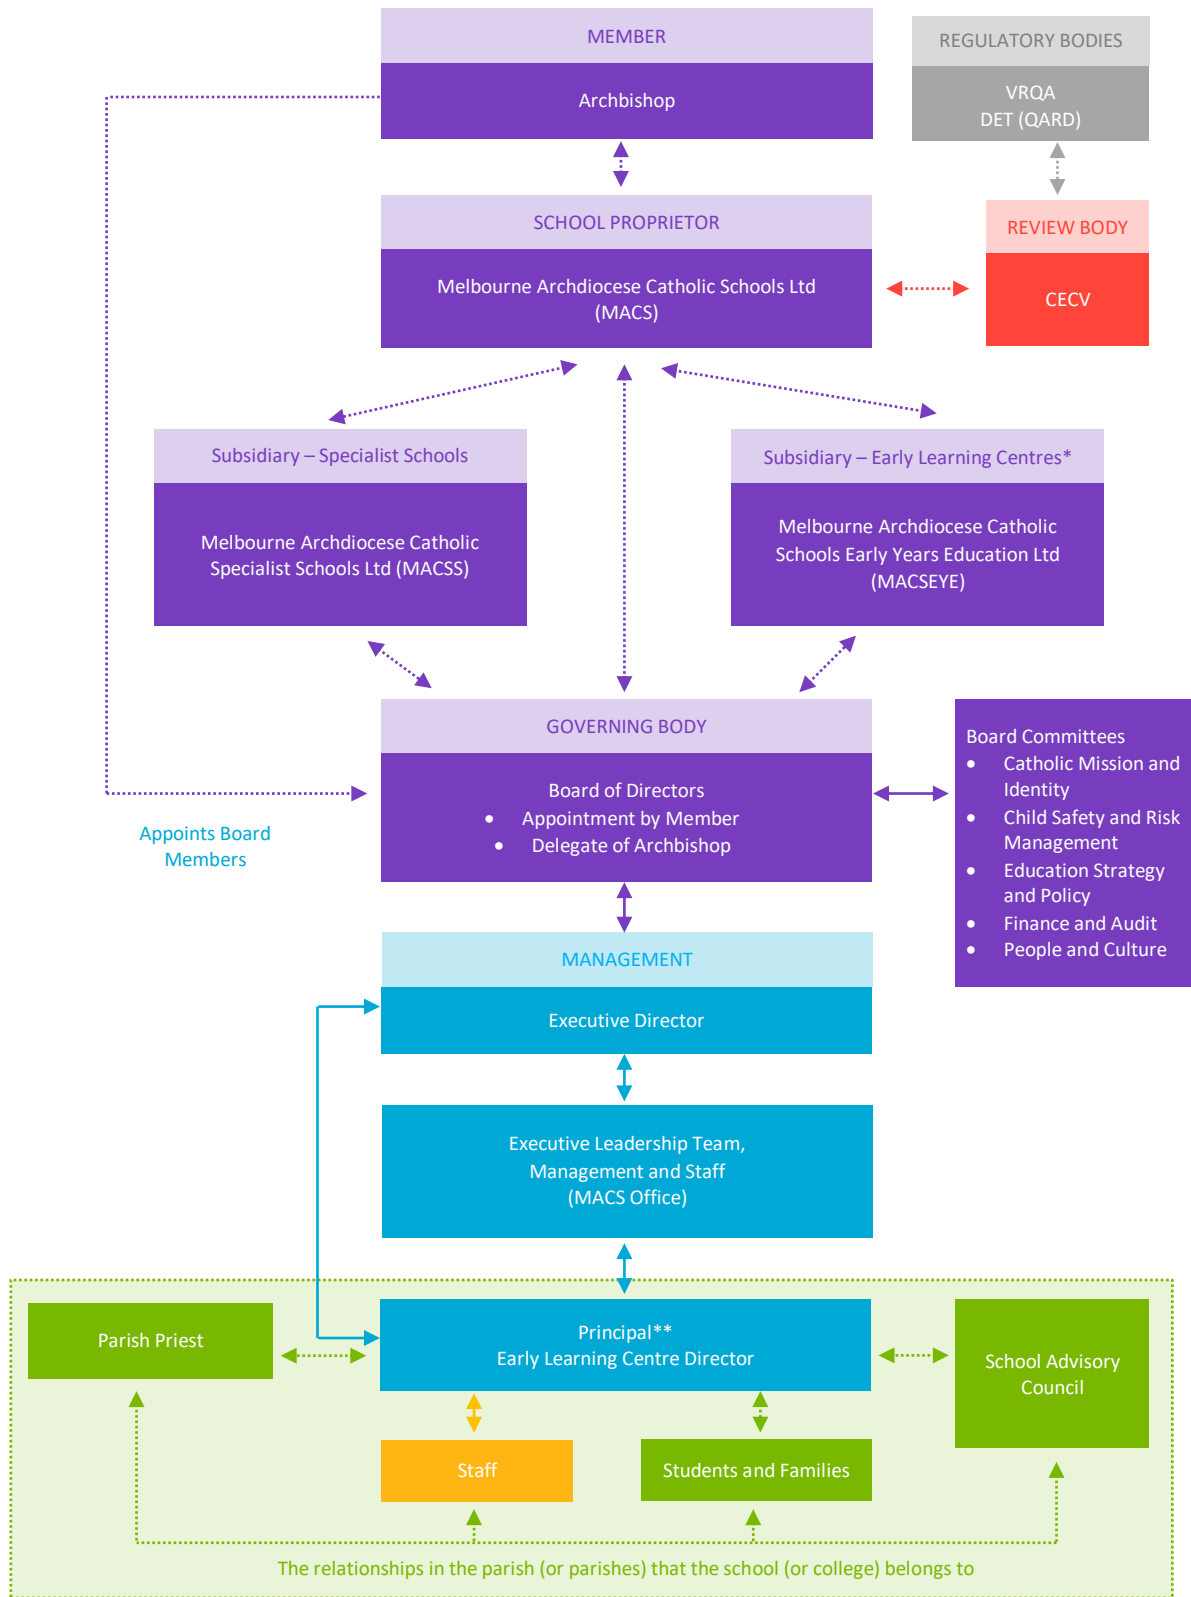 MEMBER
Archbishop
REGULATORY BODIES
VRQA
DET (QARD)
SCHOOL PROPRIETOR
Melbourne Archdiocese Catholic Schools Ltd
(MACS)
REVIEW BODY
CECV
Subsidiary – Specialist Schools
Melbourne Archdiocese Catholic
Specialist Schools Ltd (MACSS)
Subsidiary – Early Learning Centres*
Melbourne Archdiocese Catholic
Schools Early Years Education Ltd
(MACSEYE)
Appoints Board
Members
GOVERNING BODY
Board of Directors
• Appointment by Member
• Delegate of Archbishop
Board Committees
• Catholic Mission and
Identity
• Child Safety and Risk
Management
• Education Strategy
and Policy
• Finance and Audit
• People and Culture
MANAGEMENT
Executive Director
Executive Leadership Team,
Management and Staff
(MACS Office)
Parish Priest
Principal**
Early Learning Centre Director
School Advisory
Council
Staff
Students and Families
The relationships in the parish (or parishes) that the school (or college) belongs to